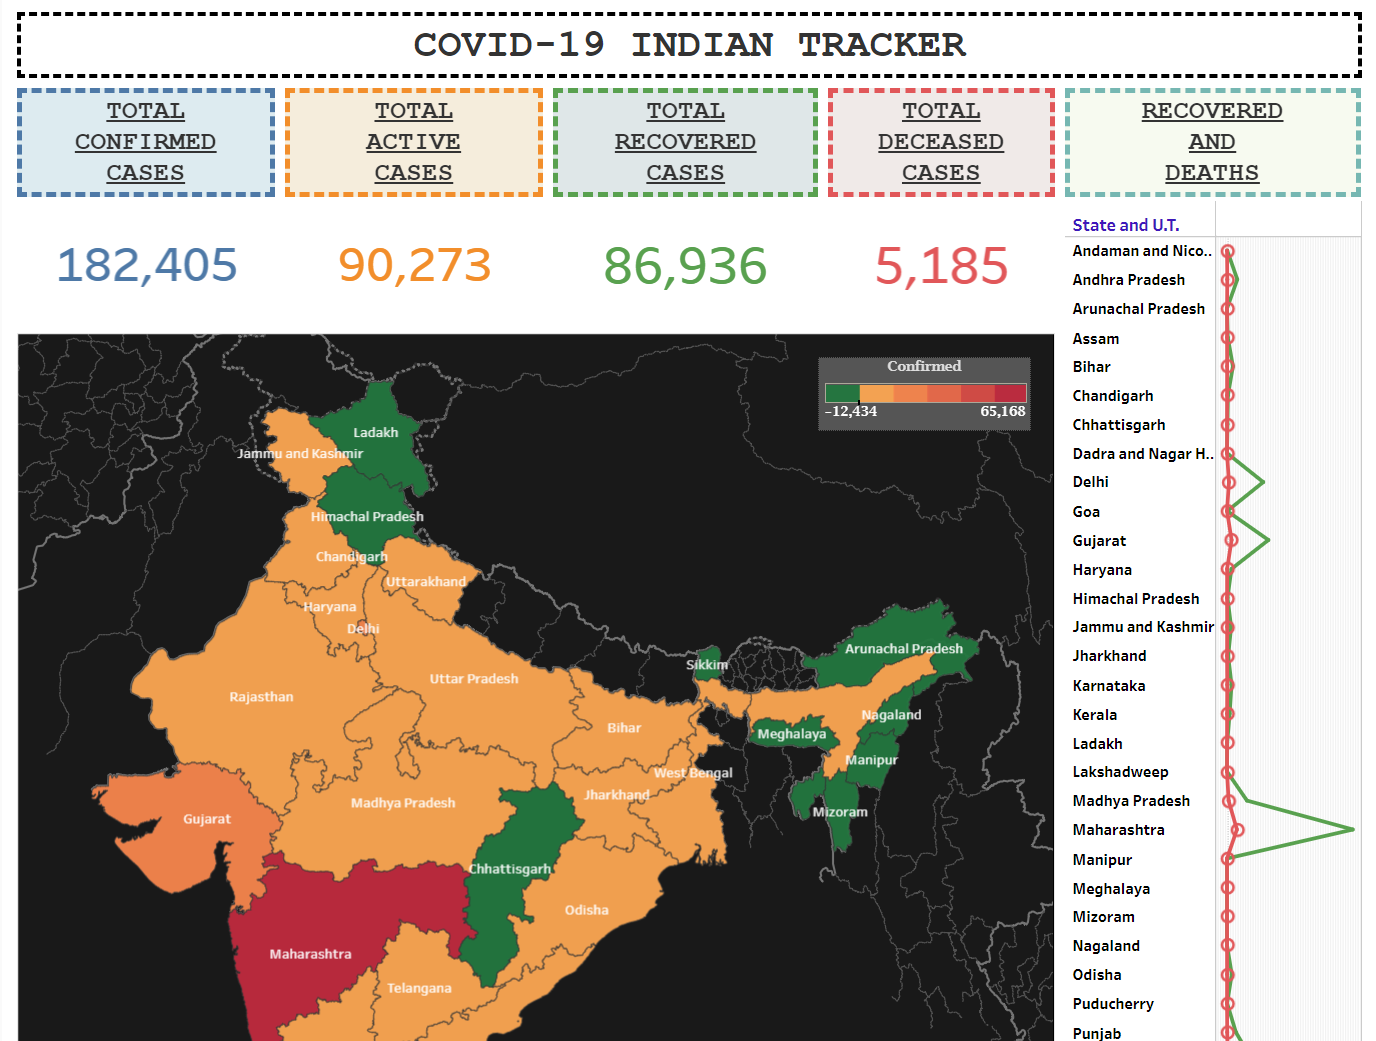 COVID-19 INDIAN TRACKER
TOTAL
CONFIRMED
CASES
TOTAL
ACTIVE
CASES
TOTAL
RECOVERED
CASES
TOTAL
DECEASED
CASES
RECOVERED
AND
DEATHS
182,405
90,273
86,936
5,185
Confirmed
-12,434
65,168
Ladakh
Jammu and Kashmir
Himachal Pradesh
Chandigarh
Uttarakhand
Haryana
Delhi
Arunachal Pradesh
Sikkim
Uttar Pradesh
Rajasthan
Nagaland
Bihar
Meghalaya
Manipur
West Bengal
Jharkhand
Madhya Pradesh
Mizoram
Gujarat
Chhattisgarh
Odisha
Maharashtra
Telangana
State and U.T.
Andaman and Nico..
Andhra Pradesh
Arunachal Pradesh
Assam
Bihar
Chandigarh
Chhattisgarh
Dadra and Nagar H..
Delhi
Goa
Gujarat
Haryana
Himachal Pradesh
Jammu and Kashmir
Jharkhand
Karnataka
Kerala
Ladakh
Lakshadweep
Madhya Pradesh
Maharashtra
Manipur
Meghalaya
Mizoram
Nagaland
Odisha
Puducherry
Punjab